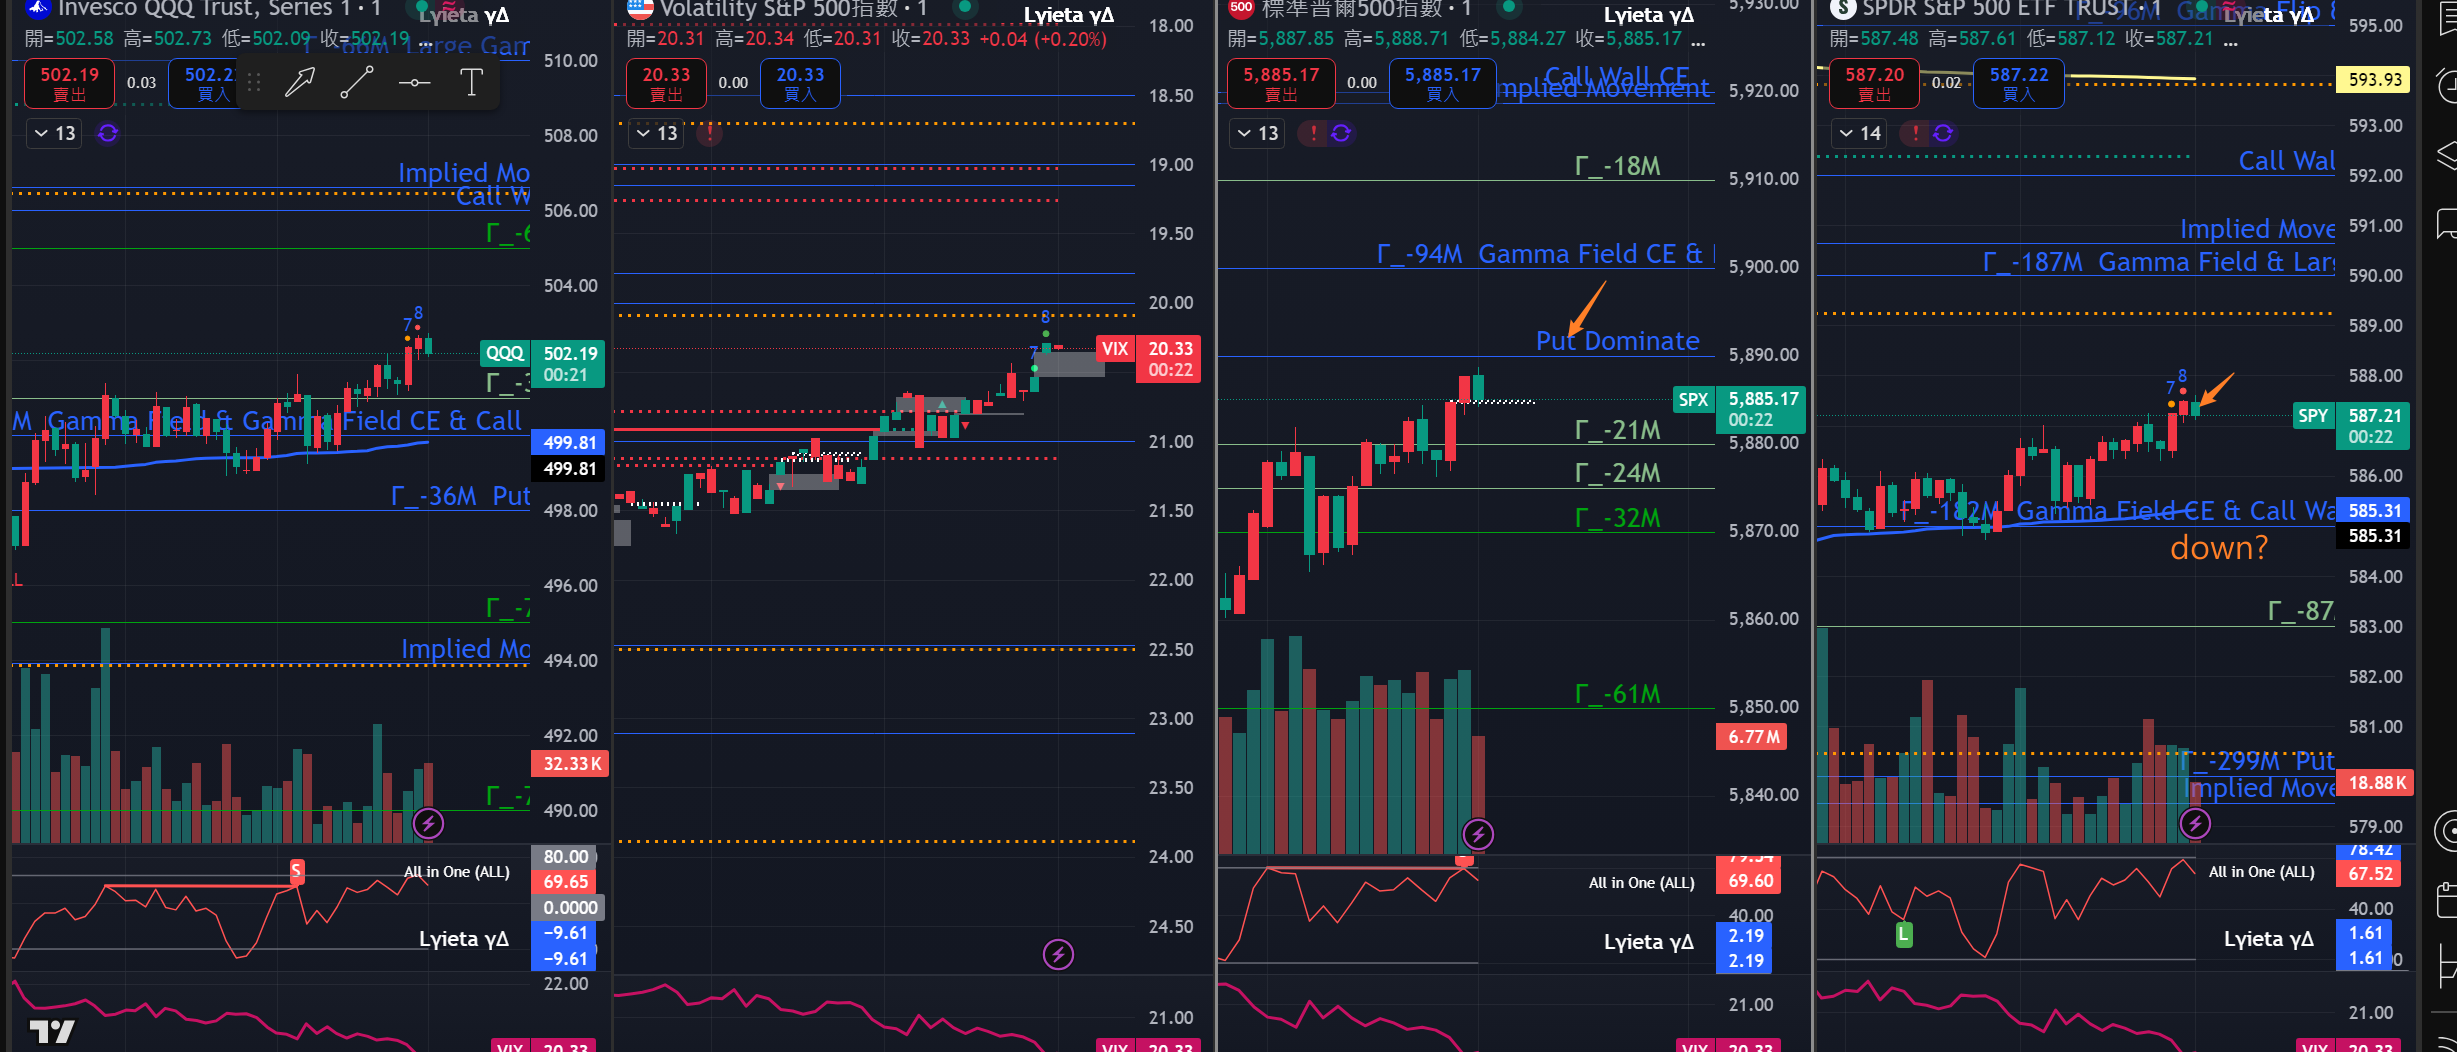 Invesco QQQ Trust, Series 1 · 1
Lyieta γΔ
開=502.58 高=502.73 低=502.09 收=502.19 ...
Large Gam
502.19
賣出
0.03
502.2
買入
T
13
Implied Mo
Call W
Γ_-6
7
8
Γ_-3
M Gamma Field & Gamma Field CE & Call
Γ_-36M Put
Γ_-7
Implied Mo
Γ_-7
510.00
508.00
506.00
504.00
QQQ 502.19
00:21
499.81
499.81
498.00
496.00
494.00
492.00
32.33K
490.00
S
All in One (ALL)
Lyieta γΔ
80.00
69.65
0.0000
−9.61
−9.61
22.00
VIX 20.33
Volatility S&P 500指數 · 1
Lyieta γΔ
開=20.31 高=20.34 低=20.31 收=20.33 +0.04 (+0.20%)
20.33
賣出
0.00
20.33
買入
13
!
7
8
18.00
18.50
19.00
19.50
20.00
VIX 20.33
00:22
21.00
21.50
22.00
22.50
23.00
23.50
24.00
24.50
21.00
VIX 20.33
500
標準普爾500指數 · 1
Lyieta γΔ
開=5,887.85 高=5,888.71 低=5,884.27 收=5,885.17 ...
5,885.17
賣出
0.00
5,885.17
買入
Call Wall CE
Implied Movement
13
!
Γ_-18M
Γ_-94M Gamma Field CE &
Put Dominate
Γ_-21M
Γ_-24M
Γ_-32M
Γ_-61M
5,930.00
5,920.00
5,910.00
5,900.00
5,890.00
SPX 5,885.17
00:22
5,880.00
5,870.00
5,860.00
5,850.00
6.77M
5,840.00
All in One (ALL)
Lyieta γΔ
79.34
69.60
40.00
2.19
2.19
21.00
VIX 20.33
SPDR S&P 500 ETF TRUST · 1
Lyieta γΔ
開=587.48 高=587.61 低=587.12 收=587.21 ...
587.20
賣出
0.02
587.22
買入
14
!
Call Wal
Implied Move
Γ_-187M Gamma Field & Lar
7
8
Γ_-182M Gamma Field CE & Call Wa
down?
Γ_-87
Γ_-299M Put
Implied Move
595.00
593.93
593.00
592.00
591.00
590.00
589.00
588.00
SPY 587.21
00:22
586.00
585.31
585.31
584.00
583.00
582.00
581.00
18.88K
579.00
L
All in One (ALL)
Lyieta γΔ
78.42
67.52
40.00
1.61
1.61
21.00
VIX 20.33